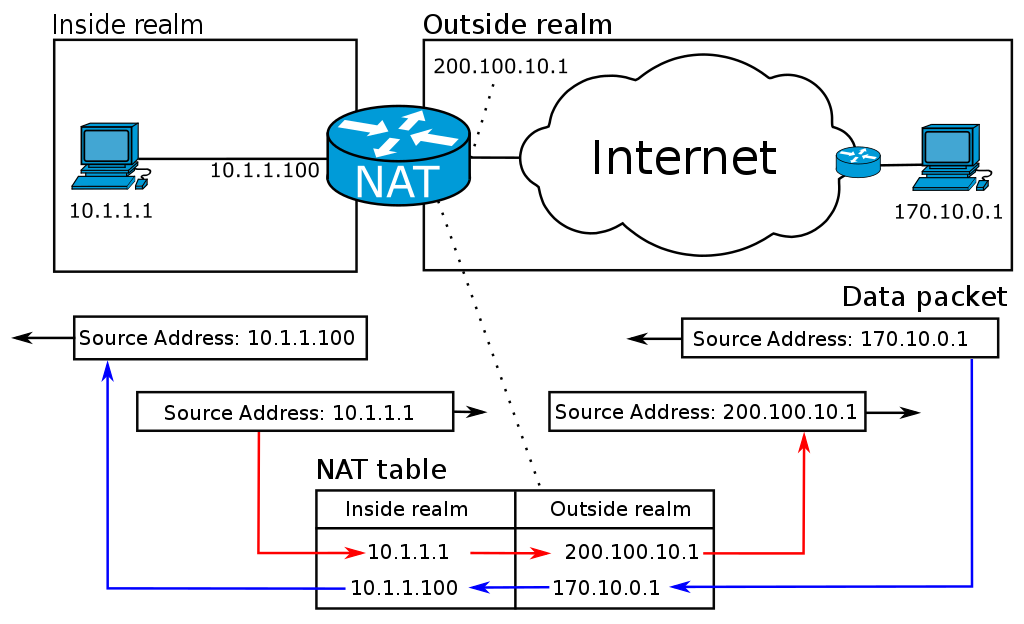 Inside realm
Outside realm
200.100.10.1
Internet
10.1.1.100
NAT
10.1.1.1
170.10.0.1
Data packet
Source Address: 10.1.1.100
Source Address: 170.10.0.1
Source Address: 10.1.1.1
Source Address: 200.100.10.1
NAT table
Inside realm
Outside realm
10.1.1.1
200.100.10.1
10.1.1.100
170.10.0.1